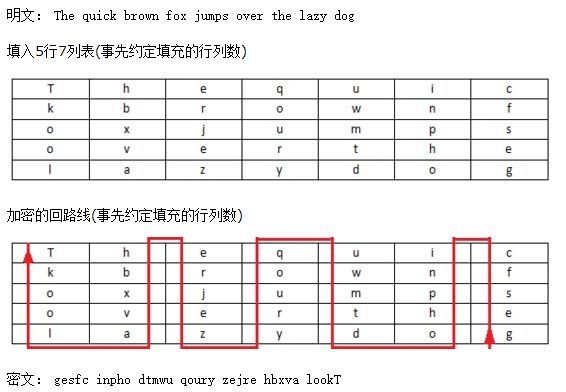 明文： The quick brown fox jumps over the lazy dog
填入5行7列表(事先约定填充的行列数)
T h e q u i c
k b r o w n f
o x j u m p s
o v e r t h e
l a z y d o g
加密的回路线(事先约定填充的行列数)
T h e q u i c
k b r o w n f
o x j u m p s
o v e r t h e
l a z y d o g
密文： gesfc inpho dtmwu qoury zejre hbxva lookT